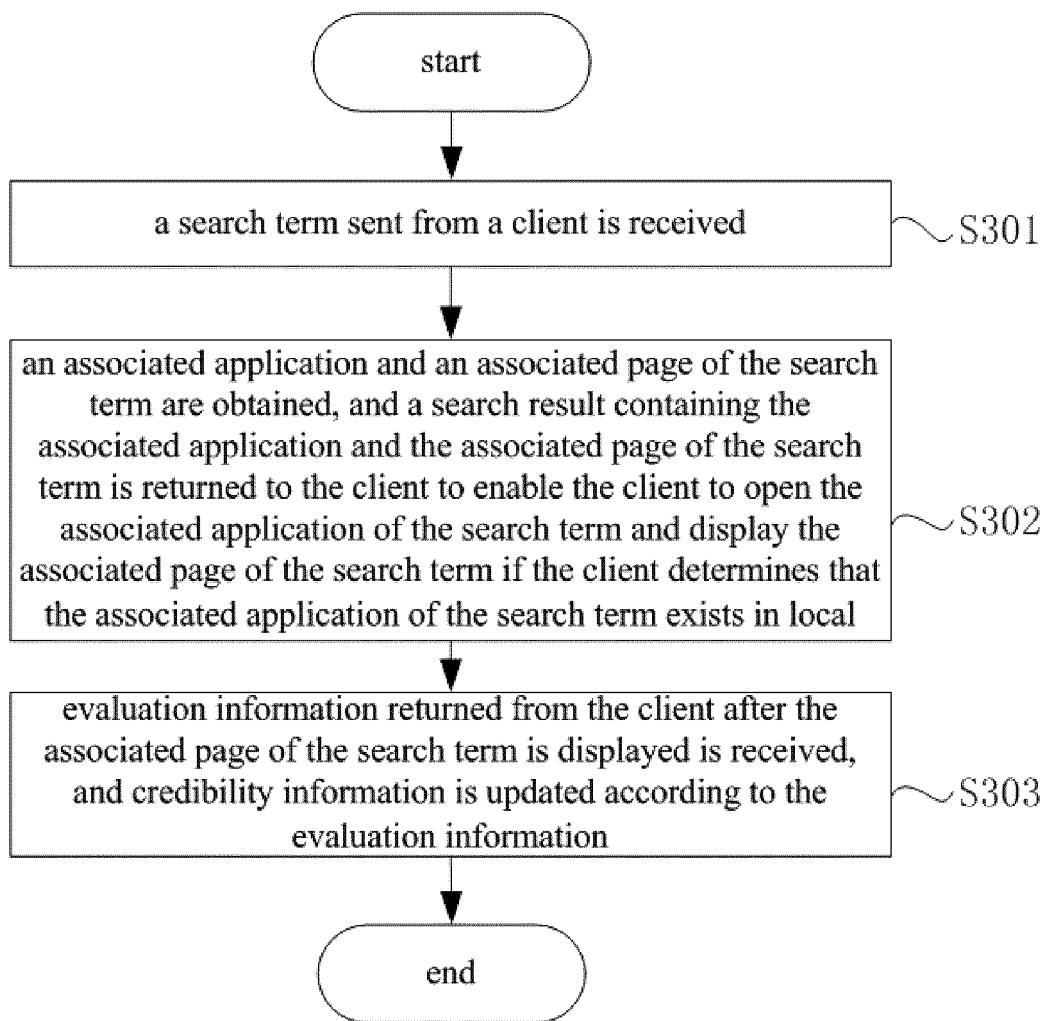 start
a search term sent from a client is received
S301
an associated application and an associated page of the search
term are obtained, and a search result containing the
associated application and the associated page of the search
term is returned to the client to enable the client to open the
associated application of the search term and display the
associated page of the search term if the client determines that
the associated application of the search term exists in local
S302
evaluation information returned from the client after the
associated page of the search term is displayed is received,
and credibility information is updated according to the
evaluation information
S303
end